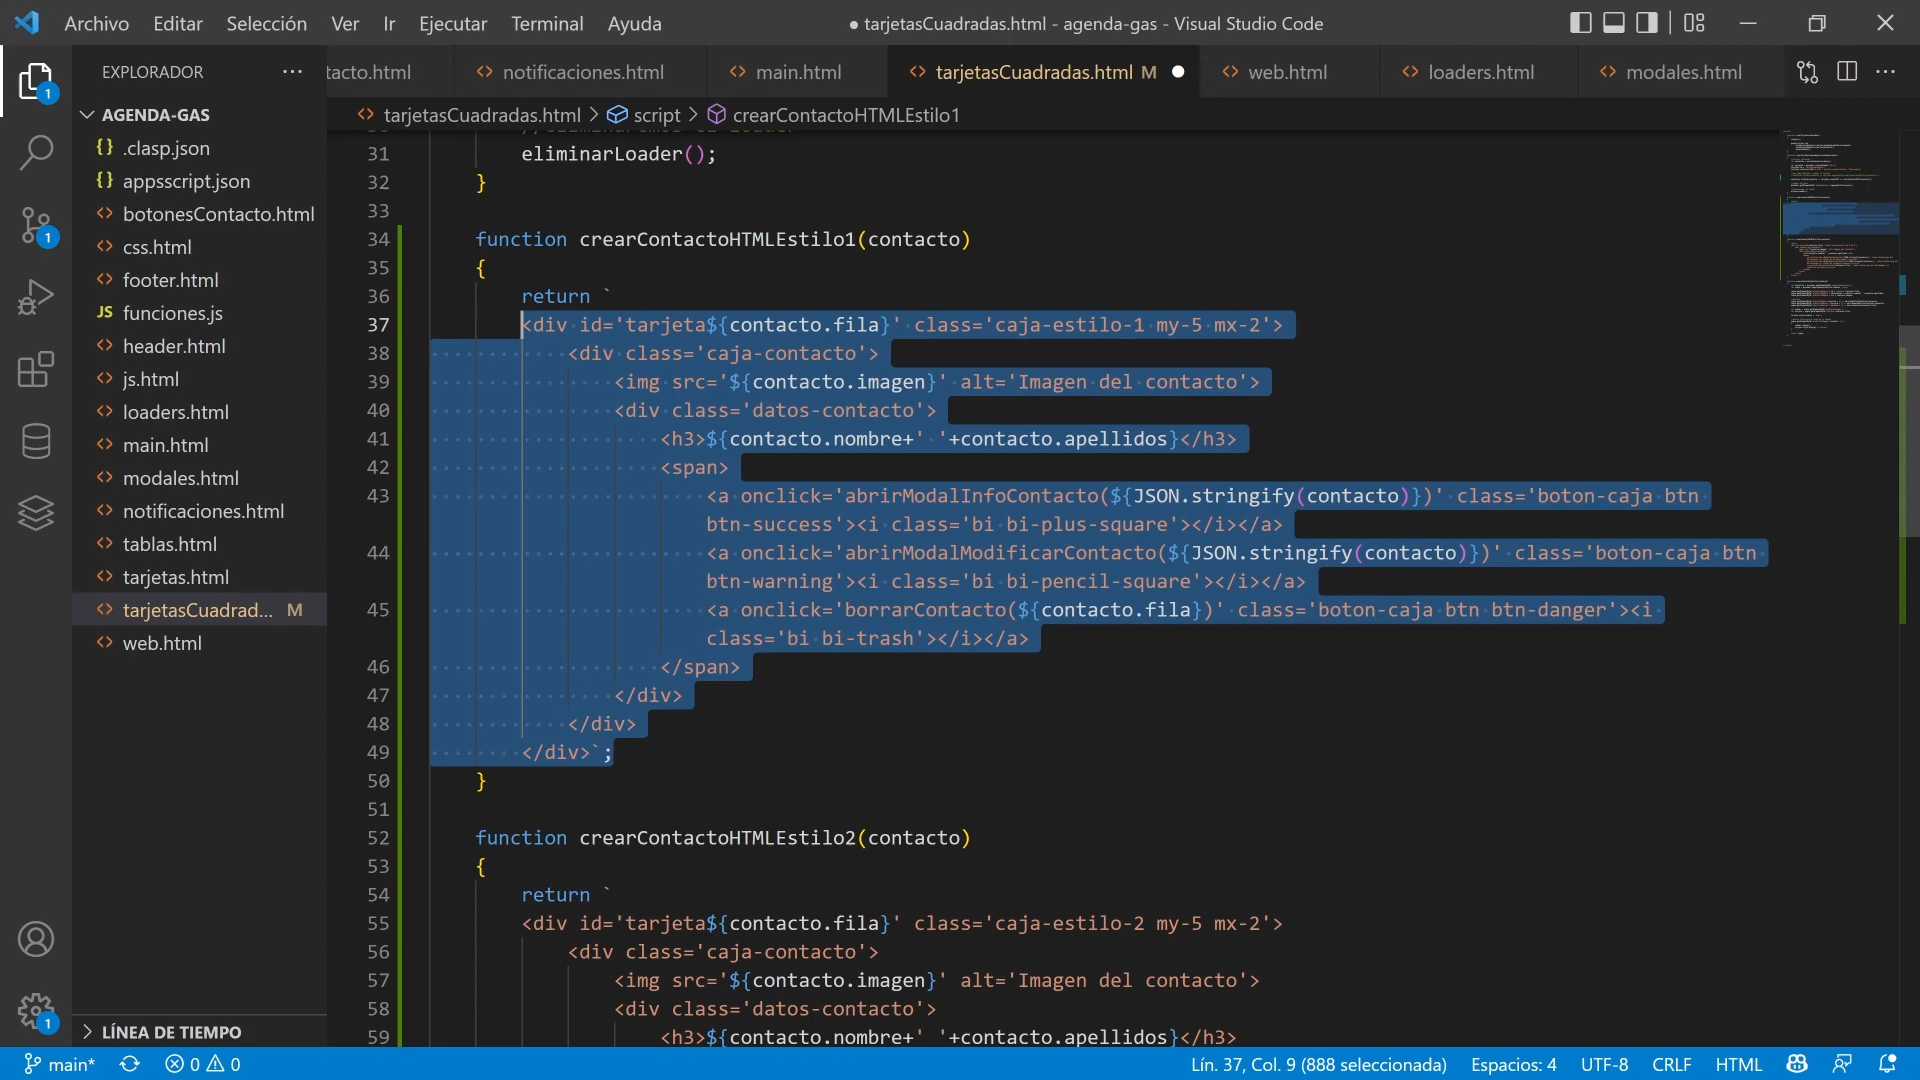 Archivo Editar Selección Ver Ir Ejecutar Terminal Ayuda
● tarjetasCuadradas.html - agenda-gas - Visual Studio Code
EXPLORADOR ···
tacto.html <> notificaciones.html <> main.html <> tarjetasCuadradas.html M ● <> web.html <> loaders.html <> modales.html
<> tarjetasCuadradas.html > script > crearContactoHTMLEstilo1
1
1
1
AGENDA-GAS
{} .clasp.json
{} appsscript.json
<> botonesContacto.html
<> css.html
<> footer.html
JS funciones.js
<> header.html
<> js.html
<> loaders.html
<> main.html
<> modales.html
<> notificaciones.html
<> tablas.html
<> tarjetas.html
<> tarjetasCuadrad... M
<> web.html
LÍNEA DE TIEMPO
31 eliminarLoader();
32 }
33
34 function crearContactoHTMLEstilo1(contacto)
35 {
36 return `
37 <div id='tarjeta${contacto.fila}' class='caja-estilo-1 my-5 mx-2'>
38 <div class='caja-contacto'>
39 <img src='${contacto.imagen}' alt='Imagen del contacto'>
40 <div class='datos-contacto'>
41 <h3>${contacto.nombre+' '+contacto.apellidos}</h3>
42 <span>
43 <a onclick='abrirModalInfoContacto(${JSON.stringify(contacto)})' class='boton-caja btn
btn-success'><i class='bi bi-plus-square'></i></a>
44 <a onclick='abrirModalModificarContacto(${JSON.stringify(contacto)})' class='boton-caja btn
btn-warning'><i class='bi bi-pencil-square'></i></a>
45 <a onclick='borrarContacto(${contacto.fila})' class='boton-caja btn btn-danger'><i
class='bi bi-trash'></i></a>
46 </span>
47 </div>
48 </div>
49 </div>`;
50 }
51
52 function crearContactoHTMLEstilo2(contacto)
53 {
54 return `
55 <div id='tarjeta${contacto.fila}' class='caja-estilo-2 my-5 mx-2'>
56 <div class='caja-contacto'>
57 <img src='${contacto.imagen}' alt='Imagen del contacto'>
58 <div class='datos-contacto'>
59 <h3>${contacto.nombre+' '+contacto.apellidos}</h3>
main* 0 0 Lín. 37, Col. 9 (888 seleccionada) Espacios: 4 UTF-8 CRLF HTML